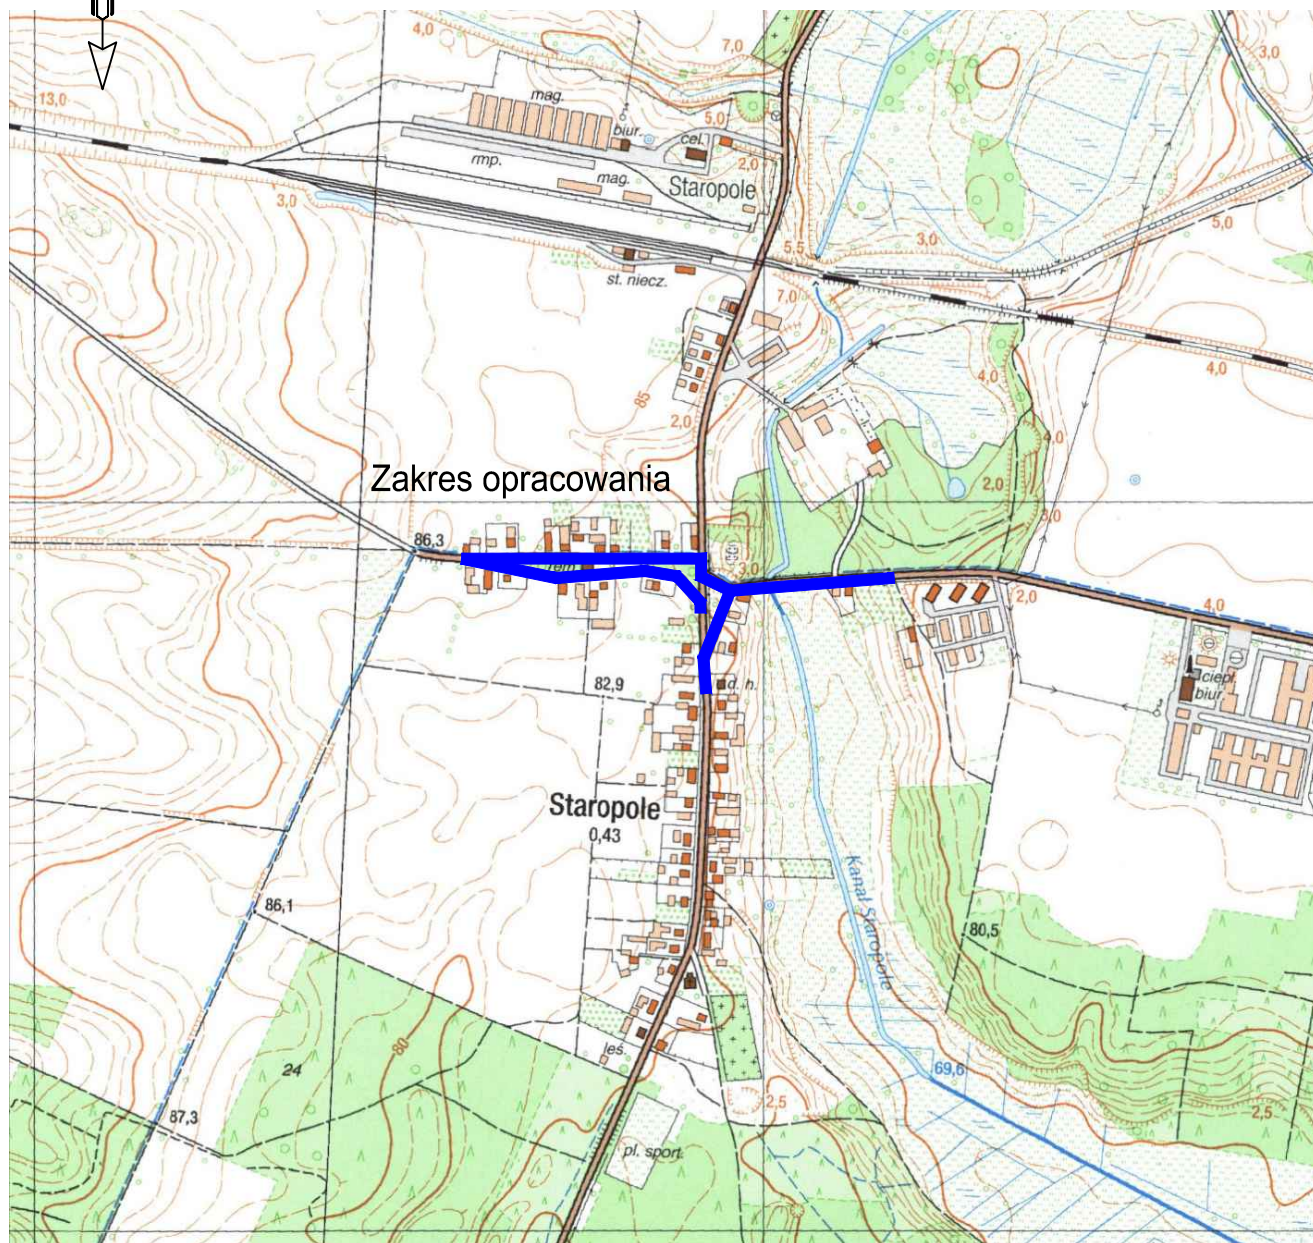 4,0
7,0
3,0
13,0
mag.
5,0
biur.
cel.
2,0
rmp.
mag.
Staropole
3,0
5,0
5,5
3,0
st. niecz.
7,0
4,0
4,0
85
2,0
4,0
Zakres opracowania
2,0
3,0
86,3
3,0
2,0
4,0
ciepł.
biur.
82,9
d. h.
Staropole
0,43
Kanał Staropole
86,1
80,5
80
leś.
24
69,6
2,5
2,5
87,3
pl. sport.